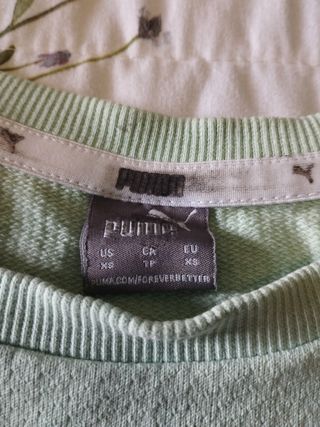 PUMA
puma
US CA EU
XS TP XS
PUMA.COM/FOREVERBETTER